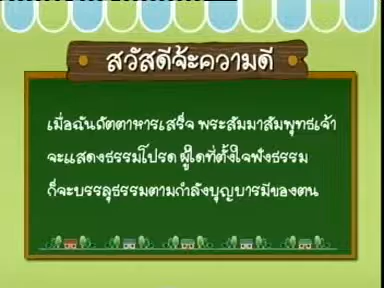 สวัสดีจ้ะความดี
เมื่อฉันภัตตาหารเสร็จ พระสัมมาสัมพุทธเจ้า
จะแสดงธรรมโปรด ผู้ใดที่ตั้งใจฟังธรรม
ก็จะบรรลุธรรมตามกำลังบุญบารมีของตน